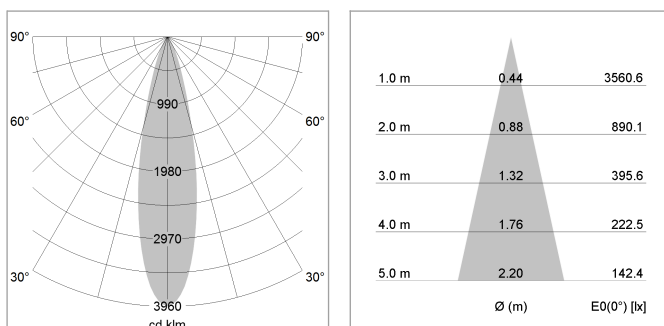 90° 90°
990
60° 60°
1980
2970
30° 30°
3960
cd klm
1.0 m 0.44 3560.6
2.0 m 0.88 890.1
3.0 m 1.32 395.6
4.0 m 1.76 222.5
5.0 m 2.20 142.4
Ø (m) E0(0°) [lx]